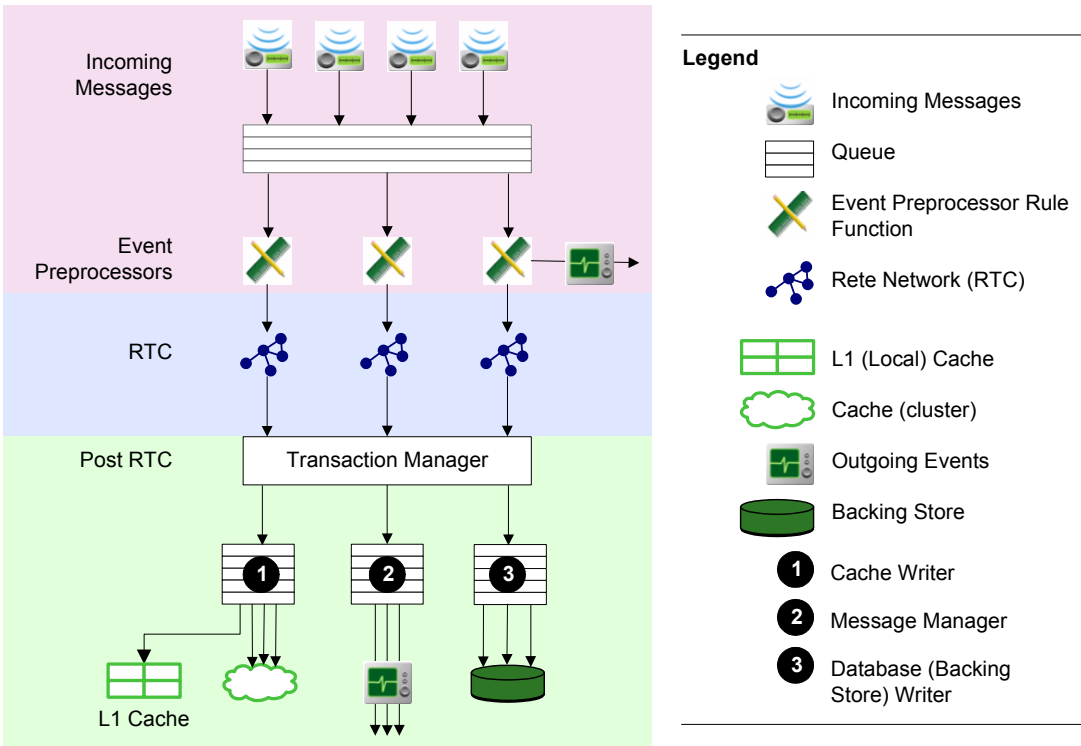 Incoming
Messages
Event
Preprocessors
RTC
Post RTC
Transaction Manager
1
2
3
L1 Cache
Legend
Incoming Messages
Queue
Event Preprocessor Rule
Function
Rete Network (RTC)
L1 (Local) Cache
Cache (cluster)
Outgoing Events
Backing Store
1 Cache Writer
2 Message Manager
3 Database (Backing
Store) Writer